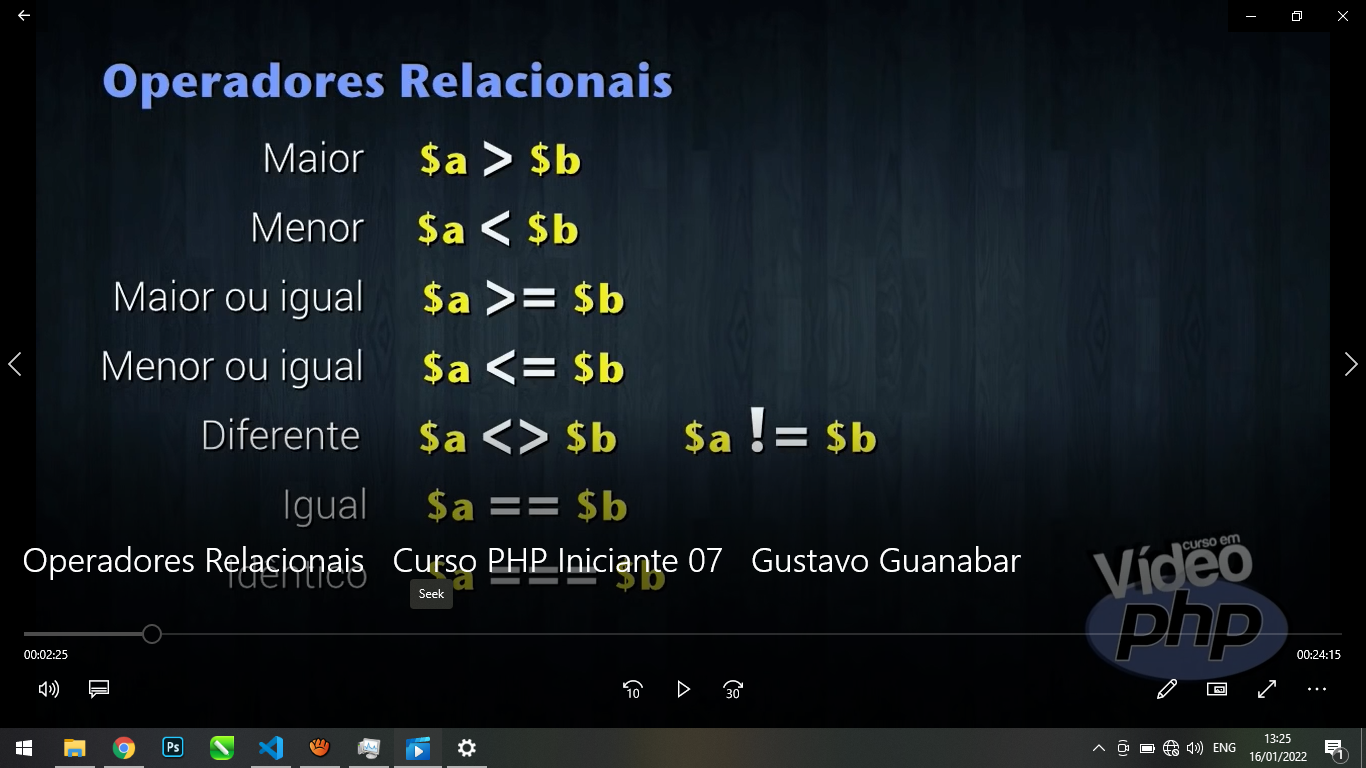 Operadores Relacionais
Maior $a > $b
Menor $a < $b
Maior ou igual $a >= $b
Menor ou igual $a <= $b
Diferente $a <> $b $a != $b
Igual $a == $b
Idêntico $a === $b
Operadores Relacionais Curso PHP Iniciante 07 Gustavo Guanabar
Seek
curso em
Vídeo
php
00:02:25
00:24:15
10
30
Ps
ENG
13:25
16/01/2022
1